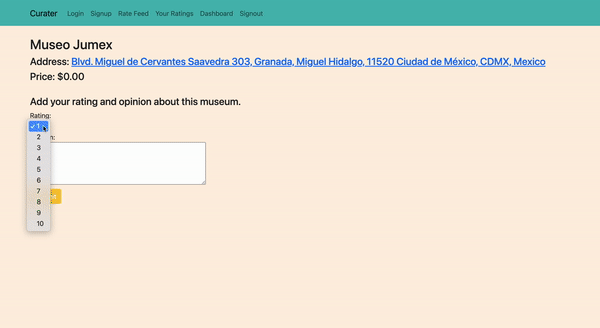 Curater Login Signup Rate Feed Your Ratings Dashboard Signout
Museo Jumex
Address: Blvd. Miguel de Cervantes Saavedra 303, Granada, Miguel Hidalgo, 11520 Ciudad de México, CDMX, Mexico
Price: $0.00
Add your rating and opinion about this museum.
Rating:
✓ 1
2
3
4
5
6
7
8
9
10